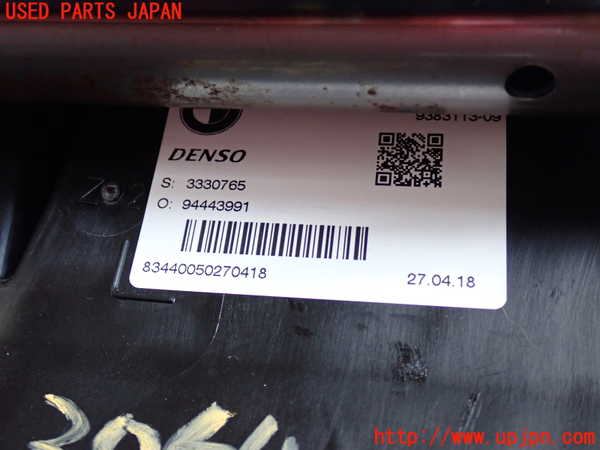 USED PARTS JAPAN
9383113-09
DENSO
S: 3330765
O: 94443991
83440050270418
27.04.18
http://www.upjpn.com/